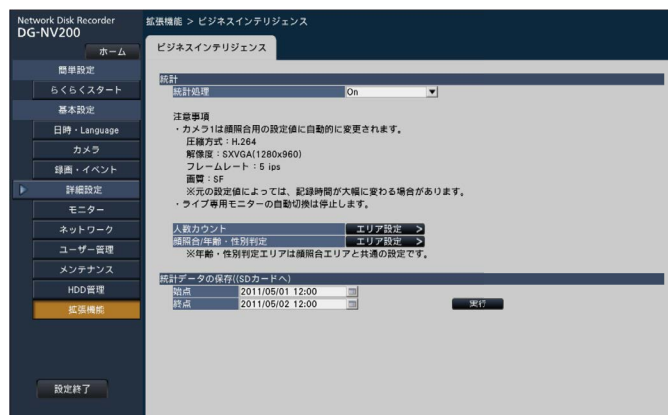 Network Disk Recorder
DG-NV200
ホーム
簡単設定
らくらくスタート
基本設定
日時・Language
カメラ
録画・イベント
詳細設定
モニター
ネットワーク
ユーザー管理
メンテナンス
HDD管理
拡張機能
設定終了
拡張機能 > ビジネスインテリジェンス
ビジネスインテリジェンス
統計
統計処理 On
注意事項
・カメラ1は顔照合用の設定値に自動的に変更されます。
圧縮方式:H.264
解像度:SXVGA(1280x960)
フレームレート:5 ips
画質:SF
※元の設定値によっては、記録時間が大幅に変わる場合があります。
・ライブ専用モニターの自動切換は停止します。
人数カウント エリア設定 >
顔照合/年齢・性別判定 エリア設定 >
※年齢・性別判定エリアは顔照合エリアと共通の設定です。
統計データの保存((SDカードへ)
始点 2011/05/01 12:00
終点 2011/05/02 12:00 実行